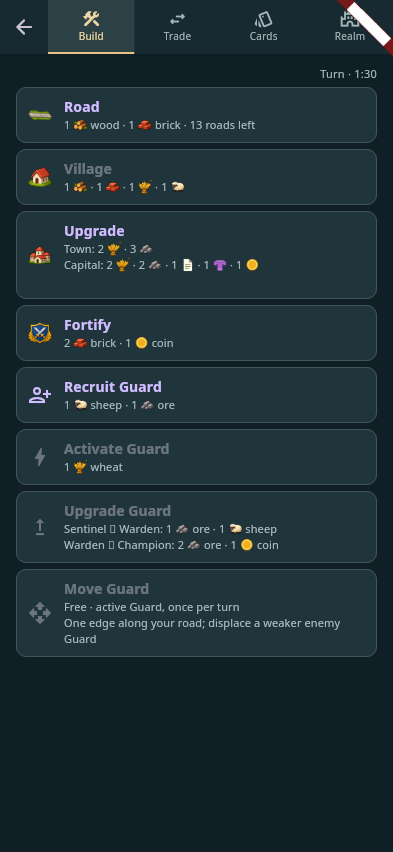 Build
Trade
Cards
Realm
Turn · 1:30
Road
1 wood · 1 brick · 13 roads left
Village
1 · 1 · 1 · 1
Upgrade
Town: 2 · 3
Capital: 2 · 2 · 1 · 1 · 1
Fortify
2 brick · 1 coin
Recruit Guard
1 sheep · 1 ore
Activate Guard
1 wheat
Upgrade Guard
Sentinel ▯ Warden: 1 ore · 1 sheep
Warden ▯ Champion: 2 ore · 1 coin
Move Guard
Free · active Guard, once per turn
One edge along your road; displace a weaker enemy
Guard